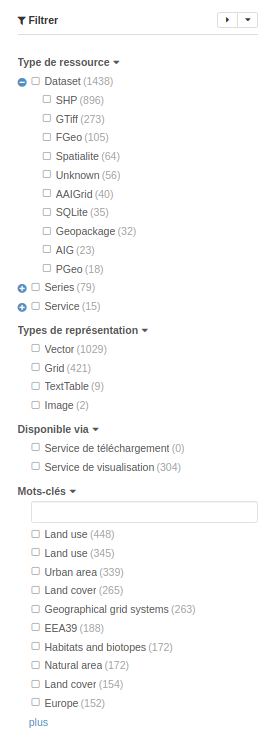 Filtrer
Type de ressource
Dataset (1438)
SHP (896)
GTiff (273)
FGeo (105)
Spatialite (64)
Unknown (56)
AAIGrid (40)
SQLite (35)
Geopackage (32)
AIG (23)
PGeo (18)
Series (79)
Service (15)
Types de représentation
Vector (1029)
Grid (421)
TextTable (9)
Image (2)
Disponible via
Service de téléchargement (0)
Service de visualisation (304)
Mots-clés
Land use (448)
Land use (345)
Urban area (339)
Land cover (265)
Geographical grid systems (263)
EEA39 (188)
Habitats and biotopes (172)
Natural area (172)
Land cover (154)
Europe (152)
plus